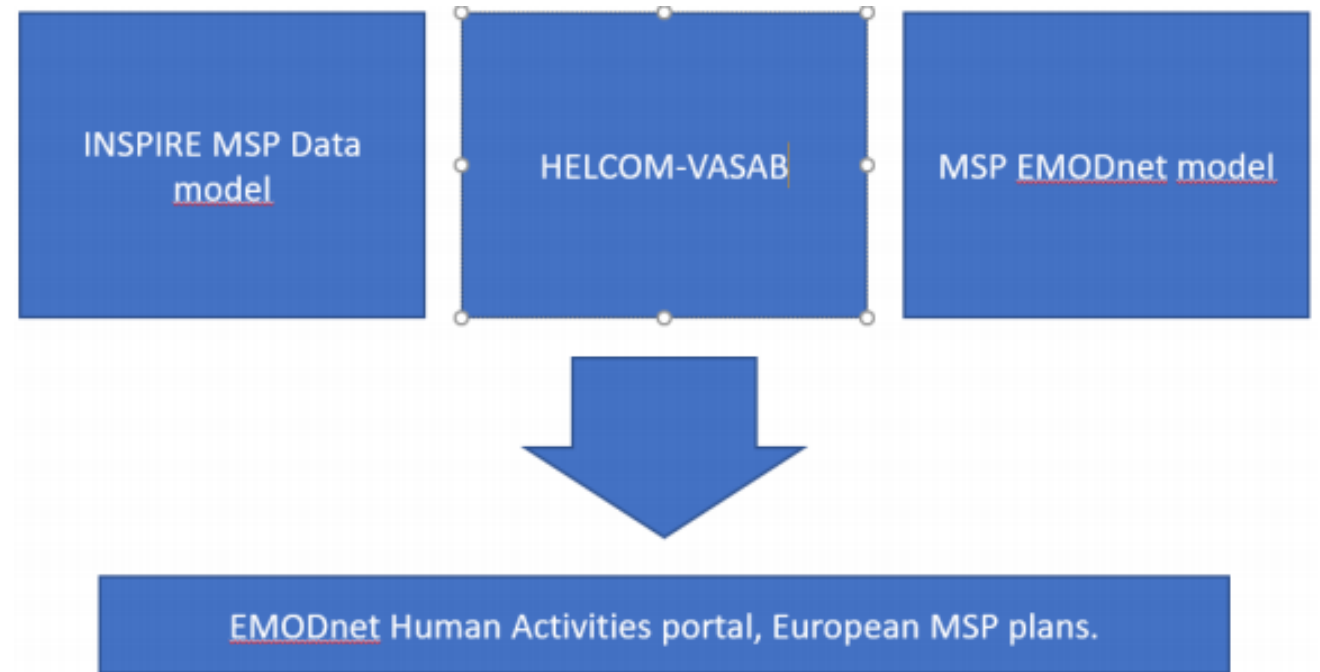 INSPIRE MSP Data
model
HELCOM-VASAB
MSP EMODnet model
EMODnet Human Activities portal, European MSP plans.